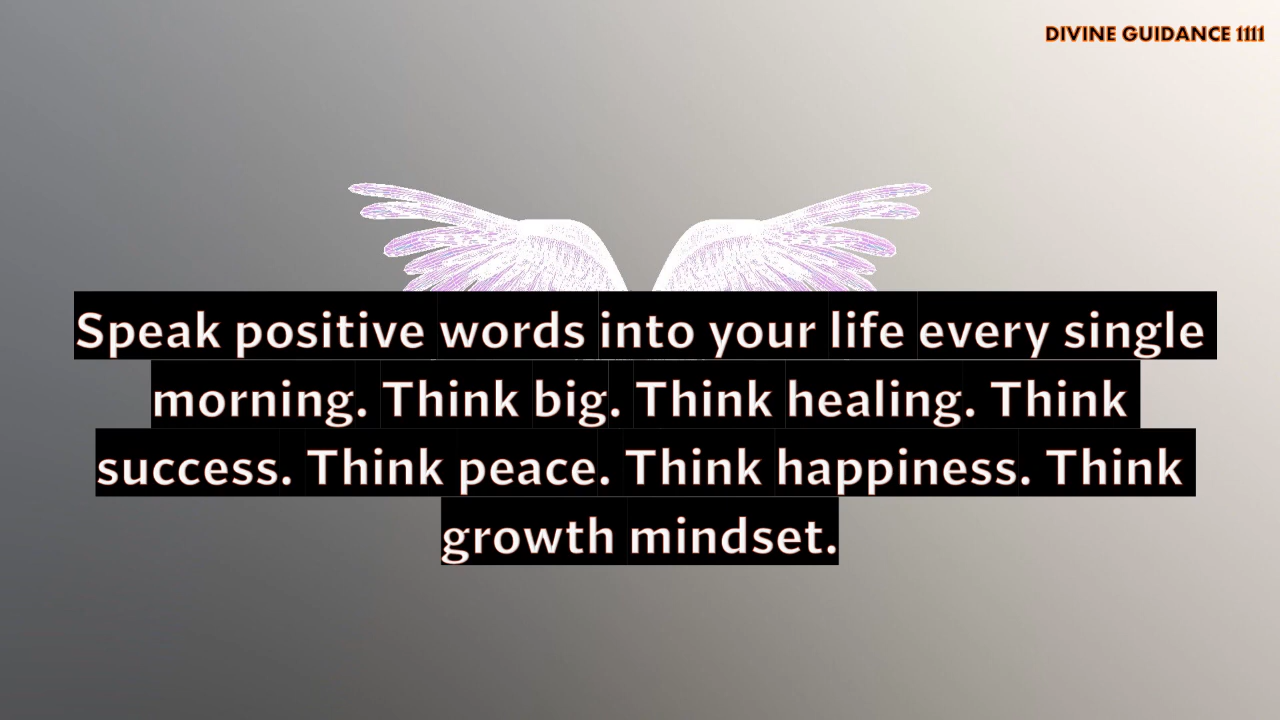 DIVINE GUIDANCE 1111
Speak positive words into your life every single
morning. Think big. Think healing. Think
success. Think peace. Think happiness. Think
growth mindset.